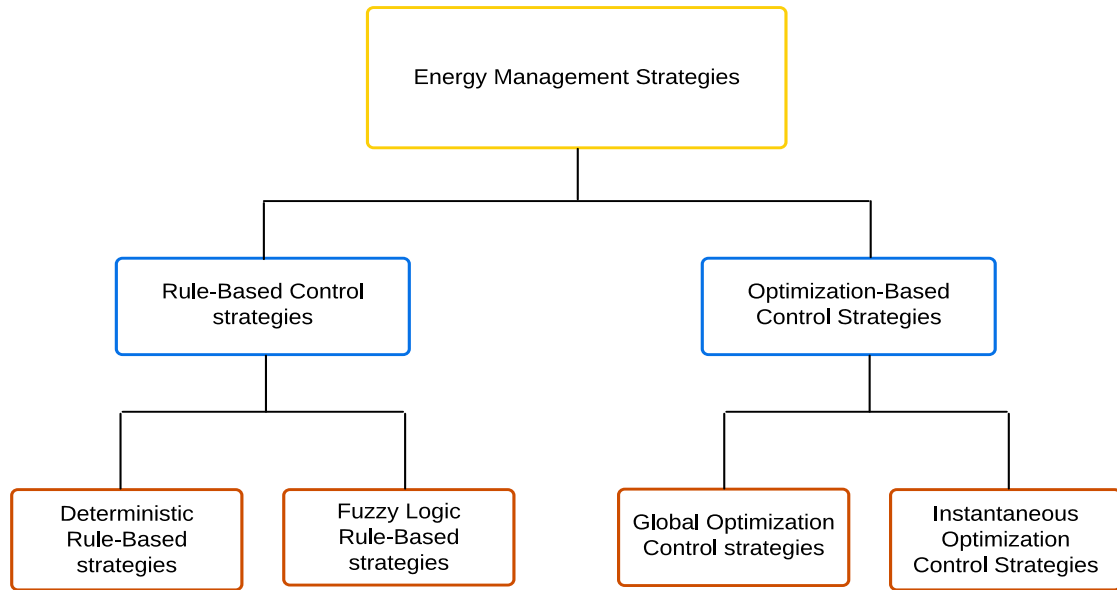 Energy Management Strategies
Rule-Based Control
strategies
Optimization-Based
Control Strategies
Deterministic
Rule-Based
strategies
Fuzzy Logic
Rule-Based
strategies
Global Optimization
Control strategies
Instantaneous
Optimization
Control Strategies